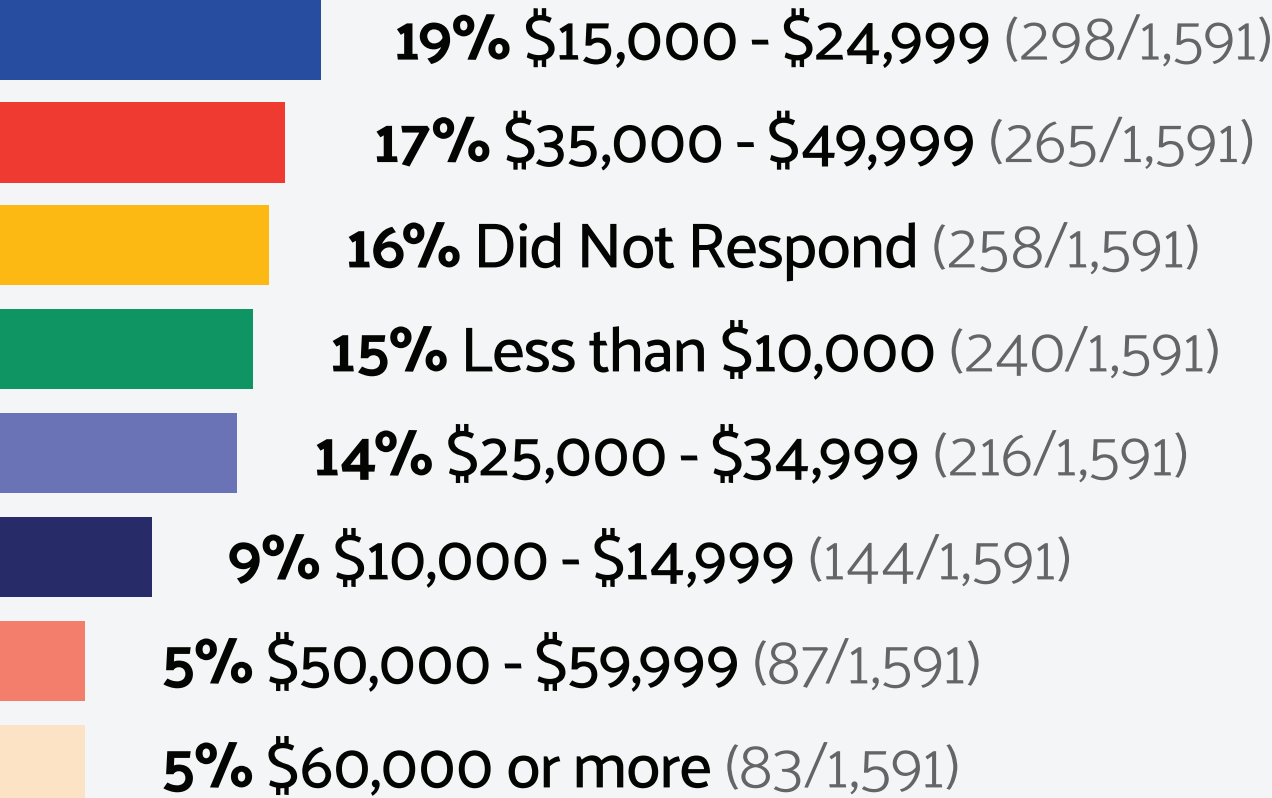 19% $15,000 - $24,999 (298/1,591)
17% $35,000 - $49,999 (265/1,591)
16% Did Not Respond (258/1,591)
15% Less than $10,000 (240/1,591)
14% $25,000 - $34,999 (216/1,591)
9% $10,000 - $14,999 (144/1,591)
5% $50,000 - $59,999 (87/1,591)
5% $60,000 or more (83/1,591)